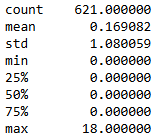 count 621.000000
mean 0.169082
std 1.080059
min 0.000000
25% 0.000000
50% 0.000000
75% 0.000000
max 18.000000